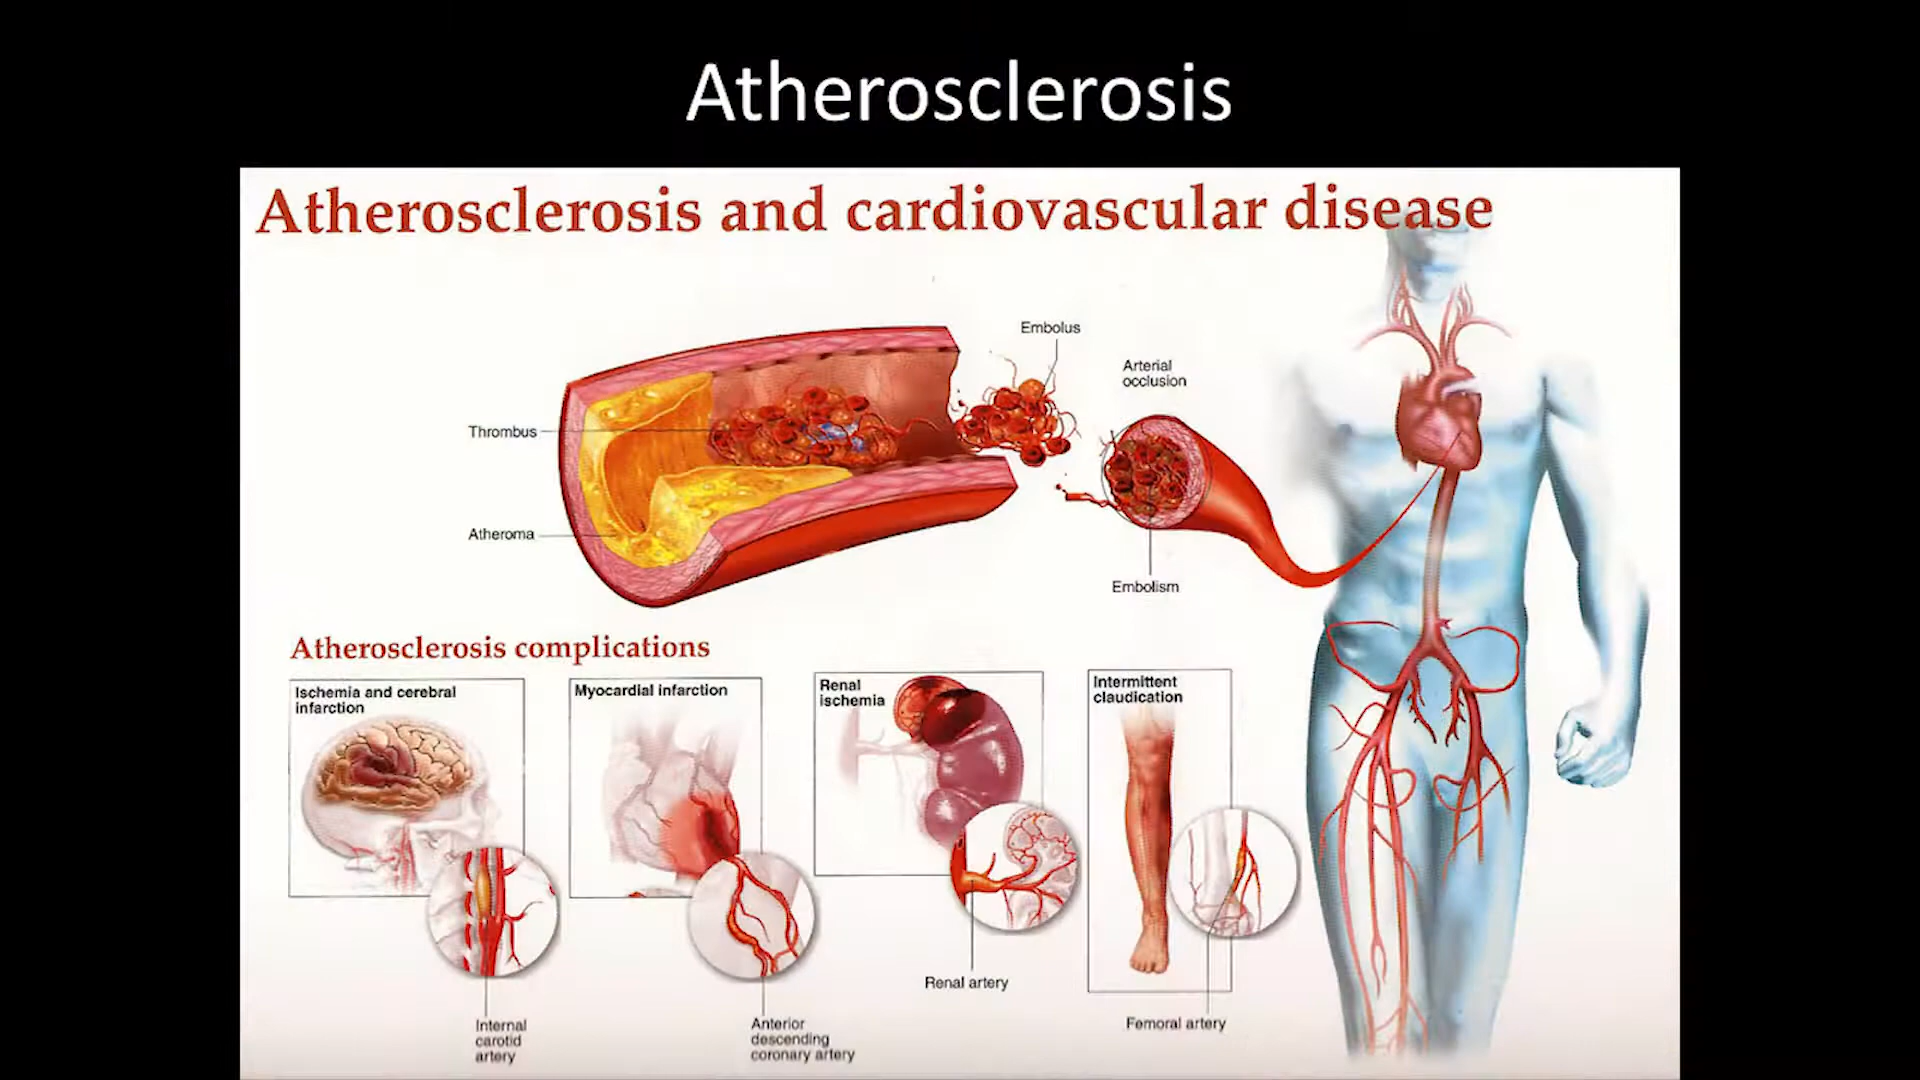 Atherosclerosis
Atherosclerosis and cardiovascular disease
Embolus
Arterial
occlusion
Thrombus
Atheroma
Embolism
Atherosclerosis complications
Ischemia and cerebral
infarction
Myocardial infarction
Renal
ischemia
Intermittent
claudication
Internal
carotid
artery
Anterior
descending
coronary artery
Renal artery
Femoral artery